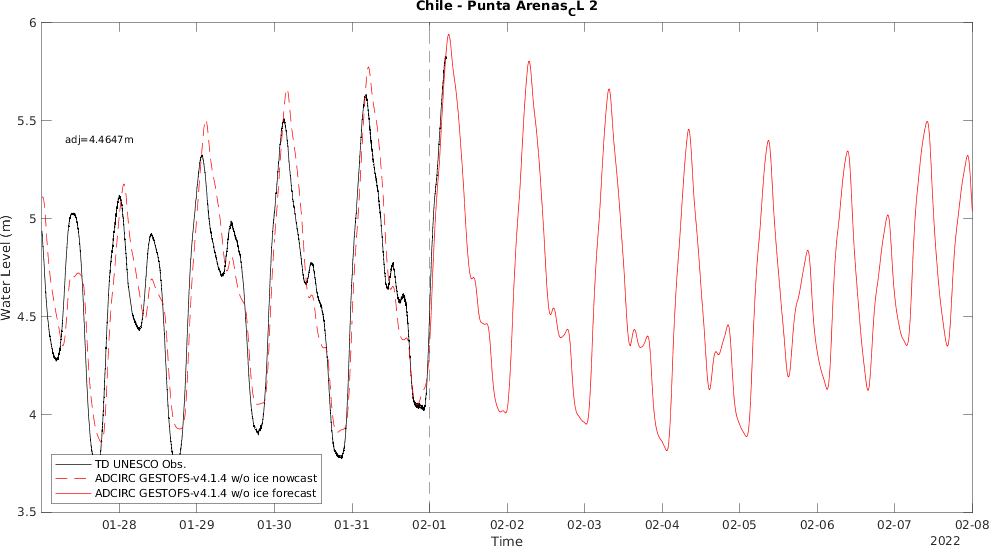 Chile - Punta ArenasCL 2
6
5.5
5
4.5
4
3.5
Water Level (m)
adj=4.4647m
TD UNESCO Obs.
ADCIRC GESTOFS-v4.1.4 w/o ice nowcast
ADCIRC GESTOFS-v4.1.4 w/o ice forecast
01-28 01-29 01-30 01-31 02-01 02-02 02-03 02-04 02-05 02-06 02-07 02-08
Time
2022